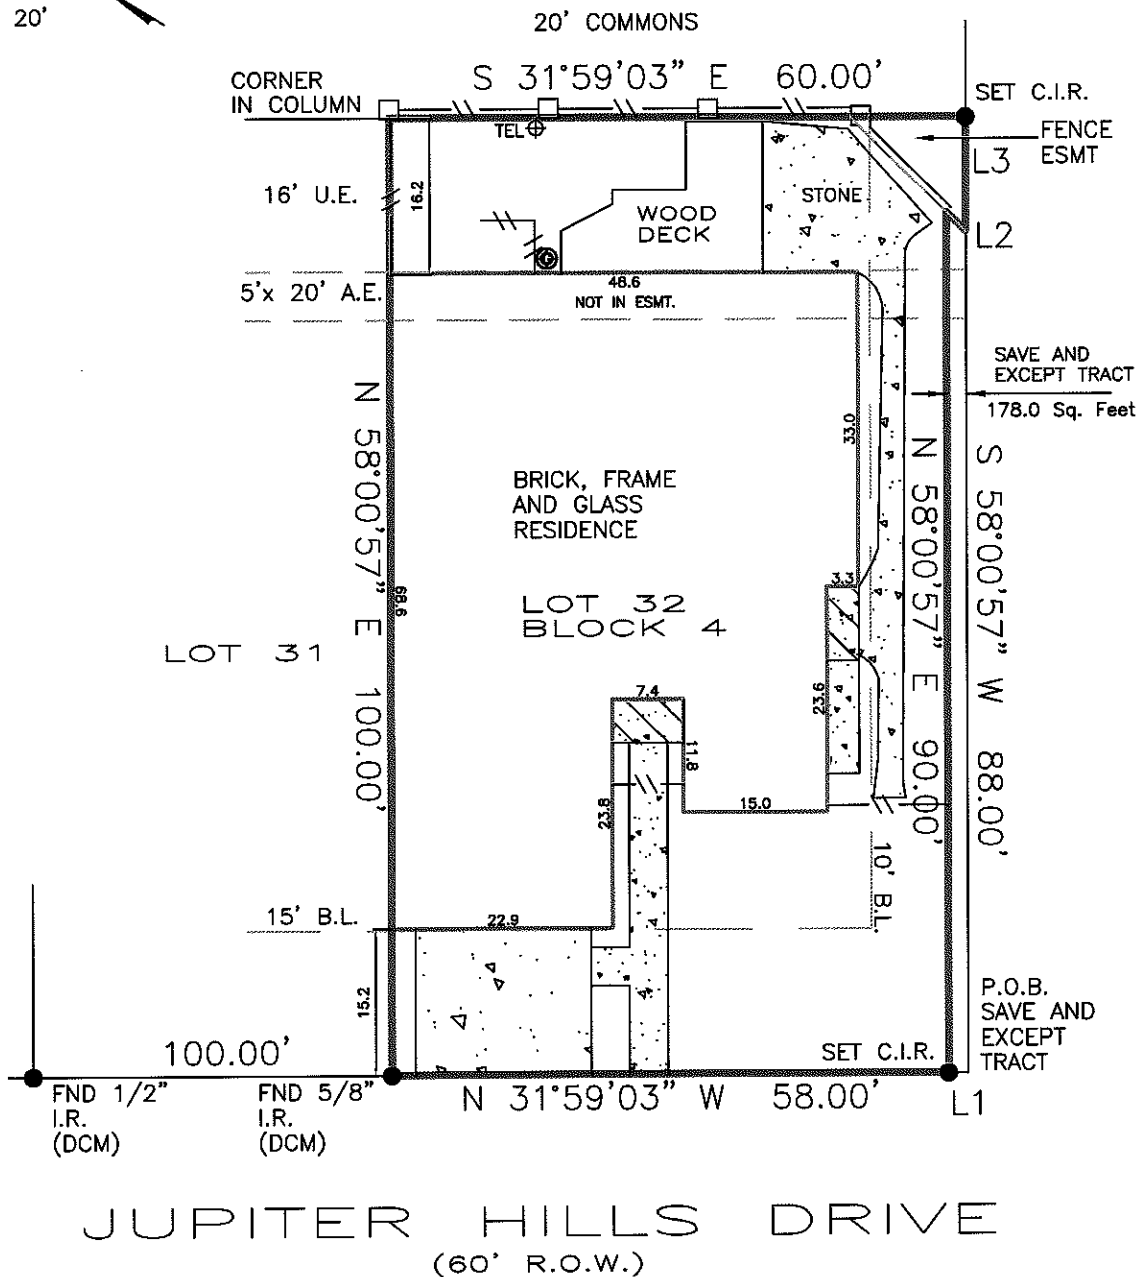 20'
20' COMMONS
S 31°59'03" E 60.00'
CORNER
IN COLUMN
SET C.I.R.
FENCE
ESMT
TEL
L3
16' U.E.
16.2
STONE
WOOD
DECK
L2
G
5'x 20' A.E.
48.6
NOT IN ESMT.
SAVE AND
EXCEPT TRACT
178.0 Sq. Feet
N 58°00'57" E 100.00'
33.0
N 58°00'57" E 90.00'
S 58°00'57" W 88.00'
BRICK, FRAME
AND GLASS
RESIDENCE
3.3
68.6
LOT 32
BLOCK 4
LOT 31
7.4
23.6
11.8
15.0
23.8
10' B.L.
15' B.L.
22.9
15.2
P.O.B.
SAVE AND
EXCEPT
TRACT
100.00'
SET C.I.R.
FND 1/2"
I.R.
(DCM)
FND 5/8"
I.R.
(DCM)
N 31°59'03" W 58.00'
L1
JUPITER HILLS DRIVE
(60' R.O.W.)